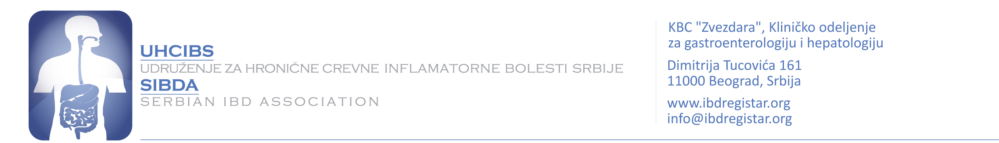 UHCIBS
UDRUŽENJE ZA HRONIČNE CREVNE INFLAMATORNE BOLESTI SRBIJE
SIBDA
SERBIAN IBD ASSOCIATION
KBC "Zvezdara", Kliničko odeljenje
za gastroenterologiju i hepatologiju
Dimitrija Tucovića 161
11000 Beograd, Srbija
www.ibdregistar.org
info@ibdregistar.org